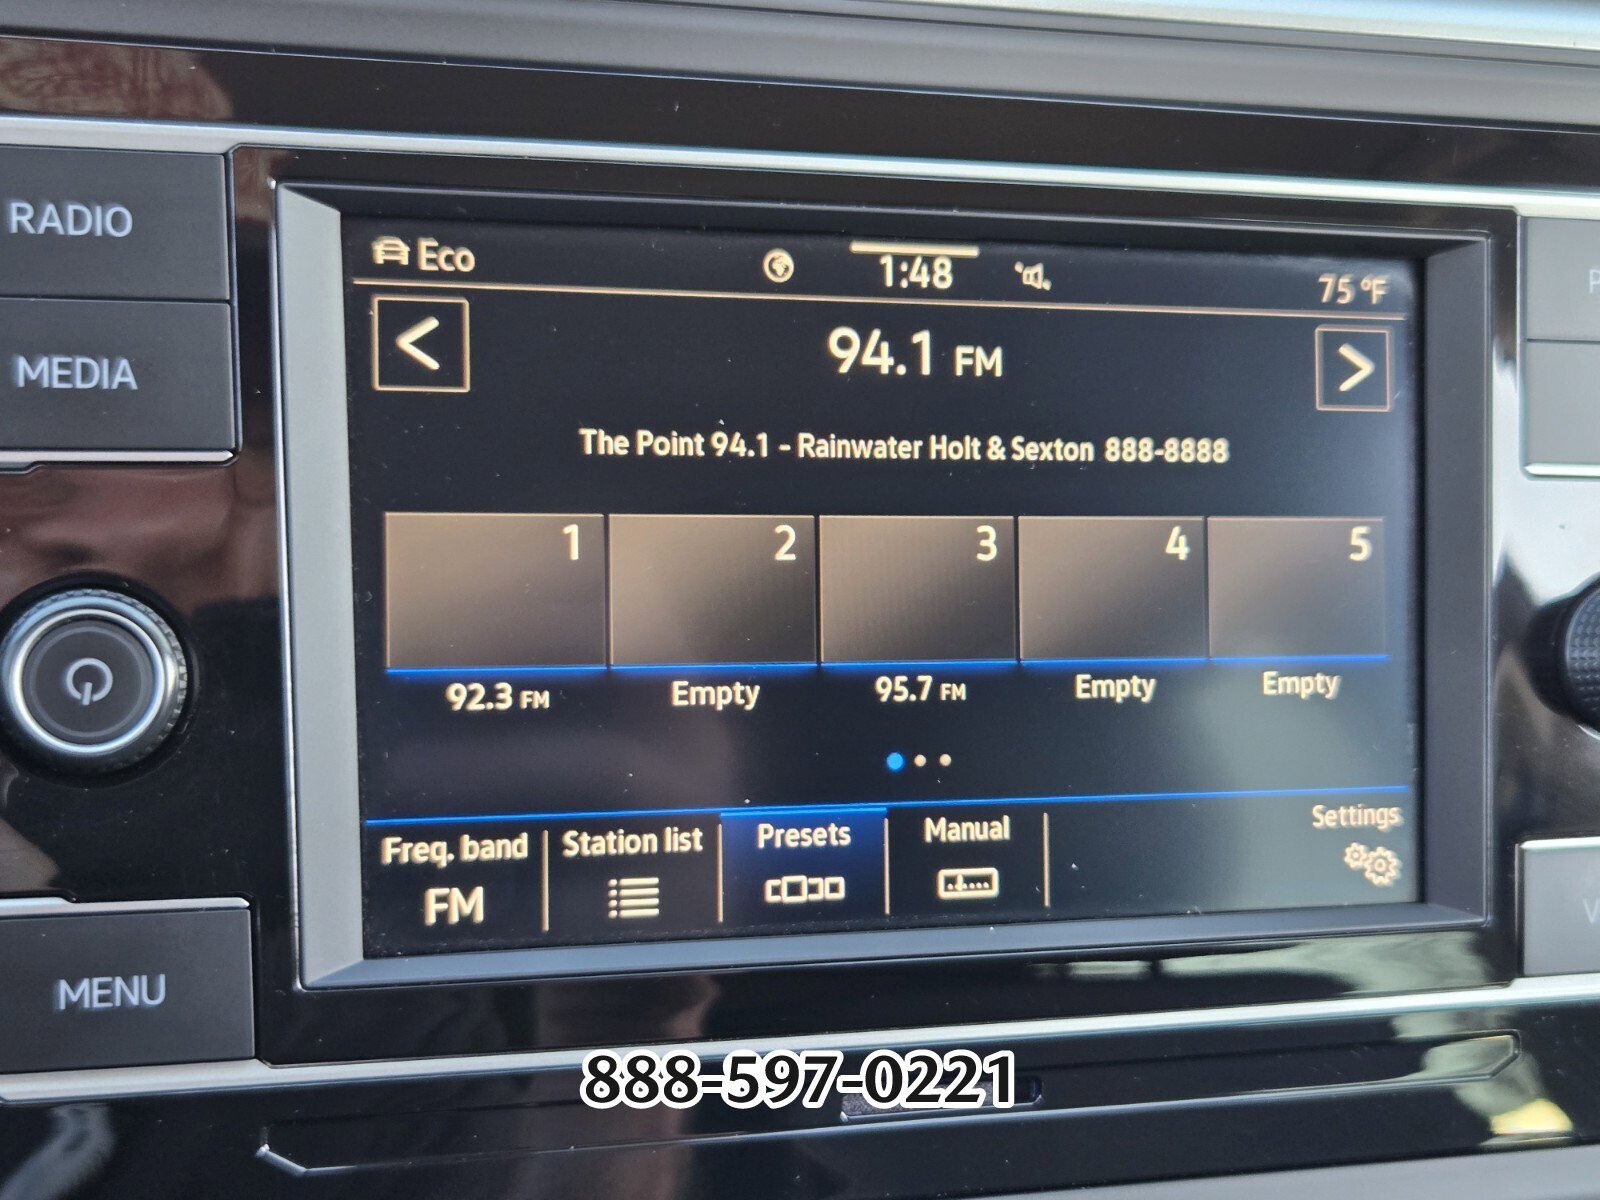 RADIO
MEDIA
MENU
Eco
1:48
75 °F
<
94.1 FM
>
The Point 94.1 - Rainwater Holt & Sexton 888-8888
1 2 3 4 5
92.3 FM Empty 95.7 FM Empty Empty
Freq. band Station list Presets Manual Settings
FM
888-597-0221